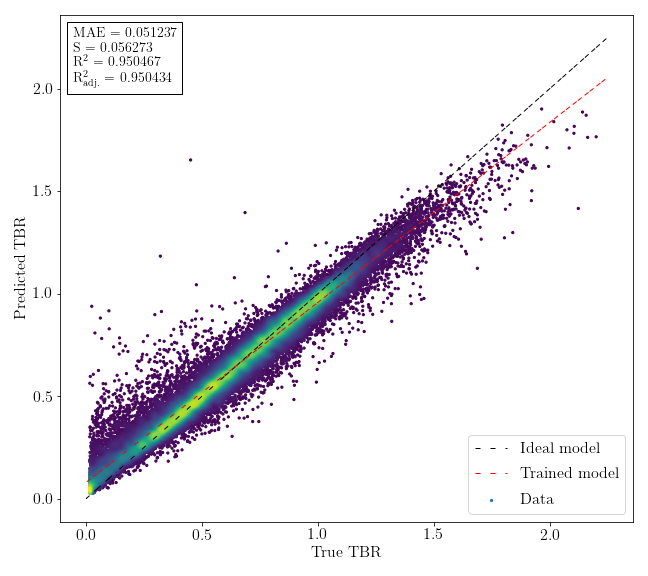 MAE = 0.051237
S = 0.056273
R² = 0.950467
R²adj. = 0.950434
2.0
1.5
1.0
0.5
0.0
Predicted TBR
Ideal model
Trained model
Data
0.0 0.5 1.0 1.5 2.0
True TBR